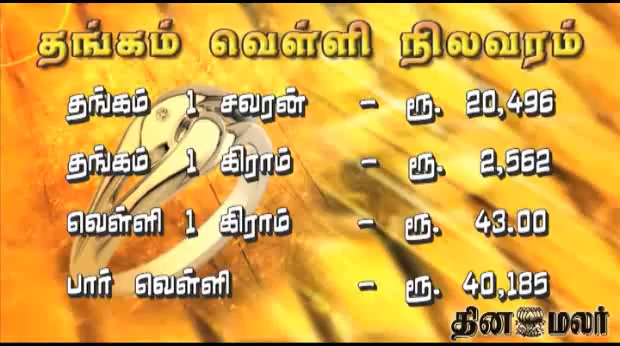 தங்கம் வெள்ளி நிலவரம்
தங்கம் 1 சவரன் - ரூ. 20,496
தங்கம் 1 கிராம் - ரூ. 2,562
வெள்ளி 1 கிராம் - ரூ. 43.00
பார் வெள்ளி - ரூ. 40,185
தினமலர்